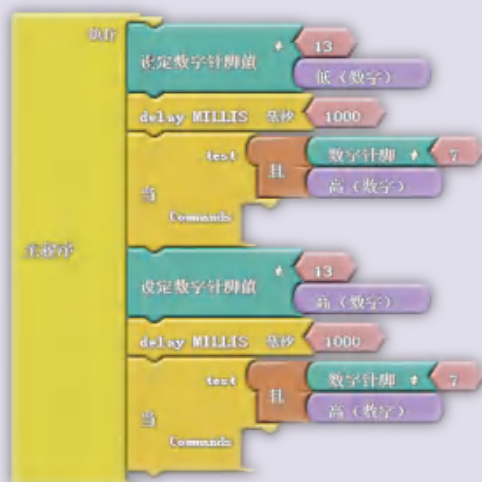 执行
设定数字针脚值 # 13
低（数字）
delay MILLIS 毫秒 1000
当 test 且 数字针脚 # 7
高（数字）
Commands
主程序
设定数字针脚值 # 13
高（数字）
delay MILLIS 毫秒 1000
当 test 且 数字针脚 # 7
高（数字）
Commands